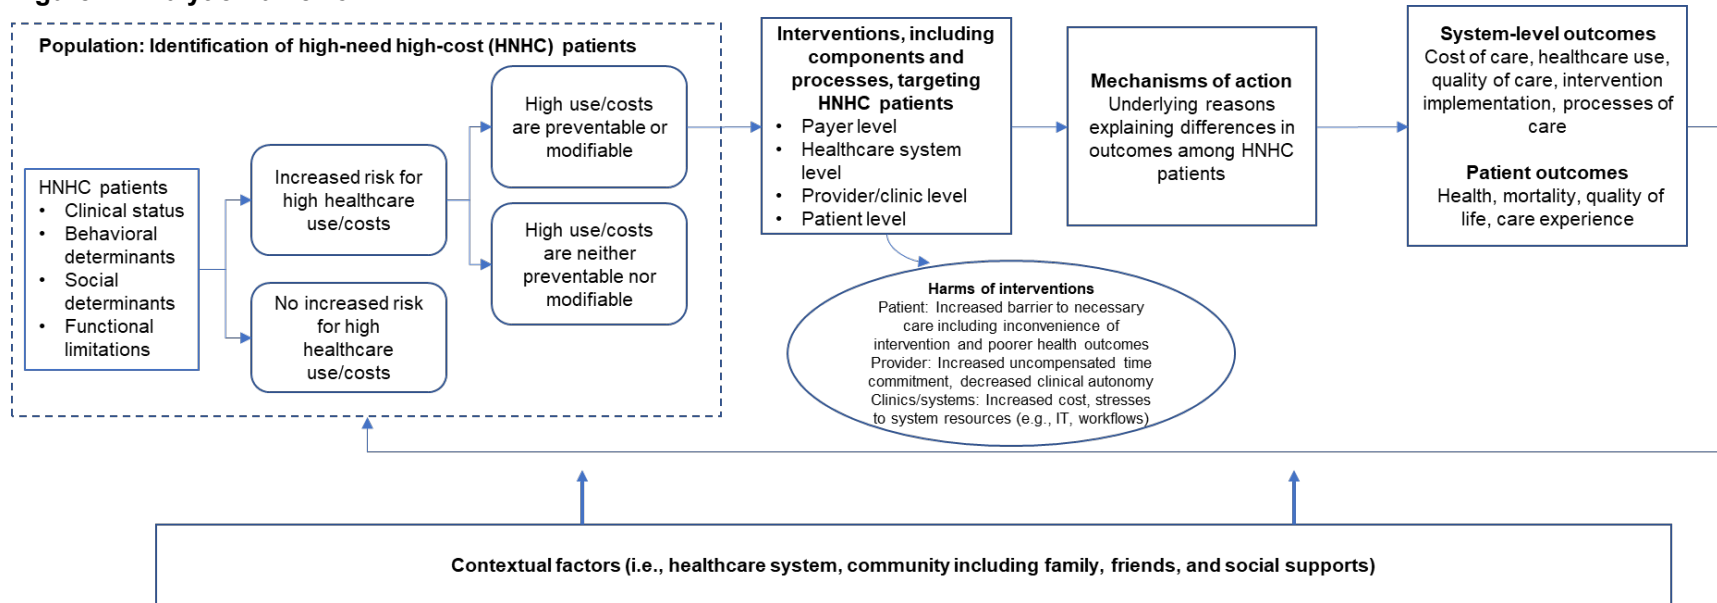 Population: Identification of high-need high-cost (HNHC) patients
HNHC patients
• Clinical status
• Behavioral
determinants
• Social
determinants
• Functional
limitations
Increased risk for
high healthcare
use/costs
No increased risk
for high
healthcare
use/costs
High use/costs
are preventable or
modifiable
High use/costs
are neither
preventable nor
modifiable
Interventions, including
components and
processes, targeting
HNHC patients
• Payer level
• Healthcare system
level
• Provider/clinic level
• Patient level
Harms of interventions
Patient: Increased barrier to necessary
care including inconvenience of
intervention and poorer health outcomes
Provider: Increased uncompensated time
commitment, decreased clinical autonomy
Clinics/systems: Increased cost, stresses
to system resources (e.g., IT, workflows)
Mechanisms of action
Underlying reasons
explaining differences in
outcomes among HNHC
patients
System-level outcomes
Cost of care, healthcare use,
quality of care, intervention
implementation, processes of
care
Patient outcomes
Health, mortality, quality of
life, care experience
Contextual factors (i.e., healthcare system, community including family, friends, and social supports)